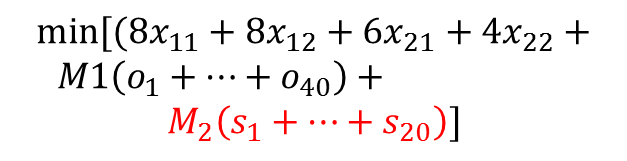 min[(8x₁₁ + 8x₁₂ + 6x₂₁ + 4x₂₂ +
M1(o₁ + ⋯ + o₄₀) +
M₂(s₁ + ⋯ + s₂₀)]